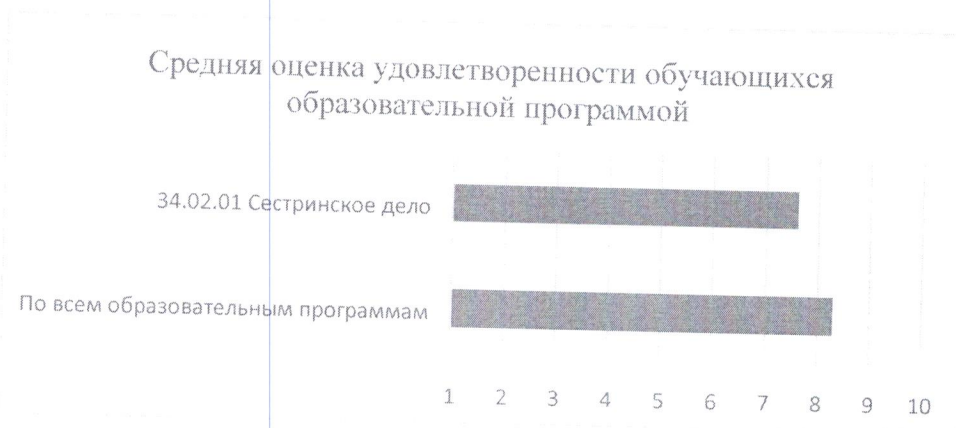 Средняя оценка удовлетворенности обучающихся
образовательной программой
34.02.01 Сестринское дело
По всем образовательным программам
1 2 3 4 5 6 7 8 9 10